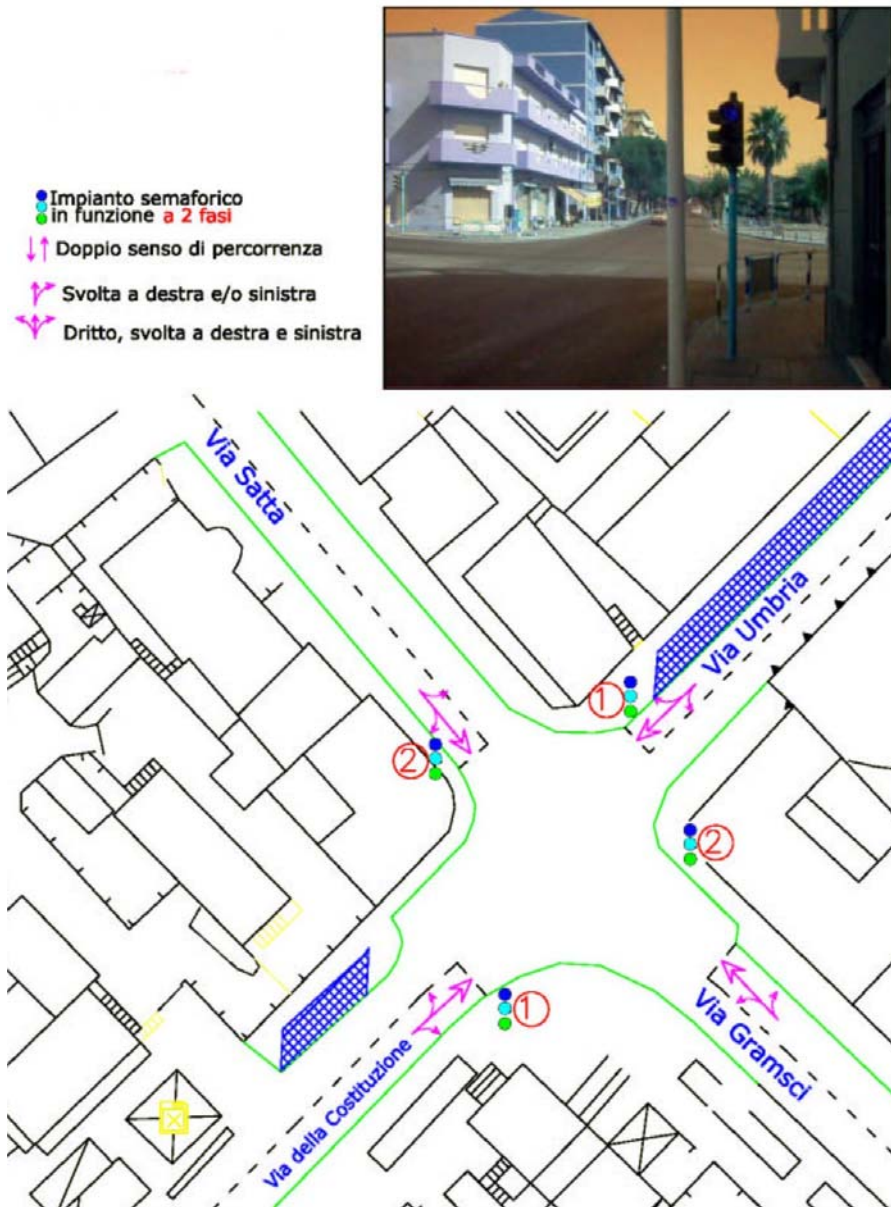 Impianto semaforico
in funzione a 2 fasi
Doppio senso di percorrenza
Svolta a destra e/o sinistra
Dritto, svolta a destra e sinistra
Via Satta
Via Umbria
1
2
2
1
Via Gramsci
Via della Costituzione